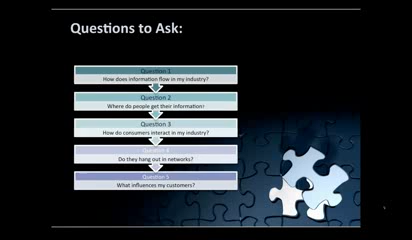 Questions to Ask:
Question 1
How does information flow in my industry?
Question 2
Where do people get their information?
Question 3
How do consumers interact in my industry?
Question 4
Do they hang out in networks?
Question 5
What influences my customers?